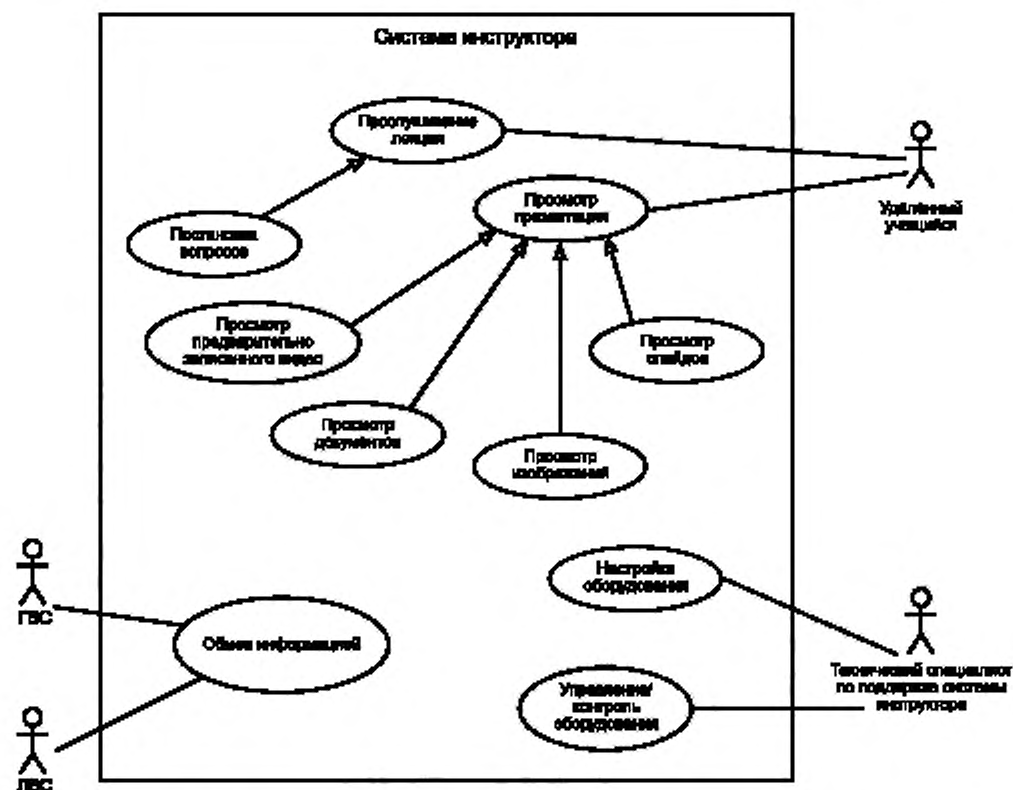 Система инструктора
Прослушивание
лекции
Просмотр
презентации
Удалённый
учащийся
Постановка
вопросов
Просмотр
предварительно
записанного видео
Просмотр
слайдов
Просмотр
документов
Просмотр
изображений
Настройка
оборудования
ГВС
Обмен информацией
Технический специалист
по поддержке системы
инструктора
Управление/
контроль
оборудования
ЛВС